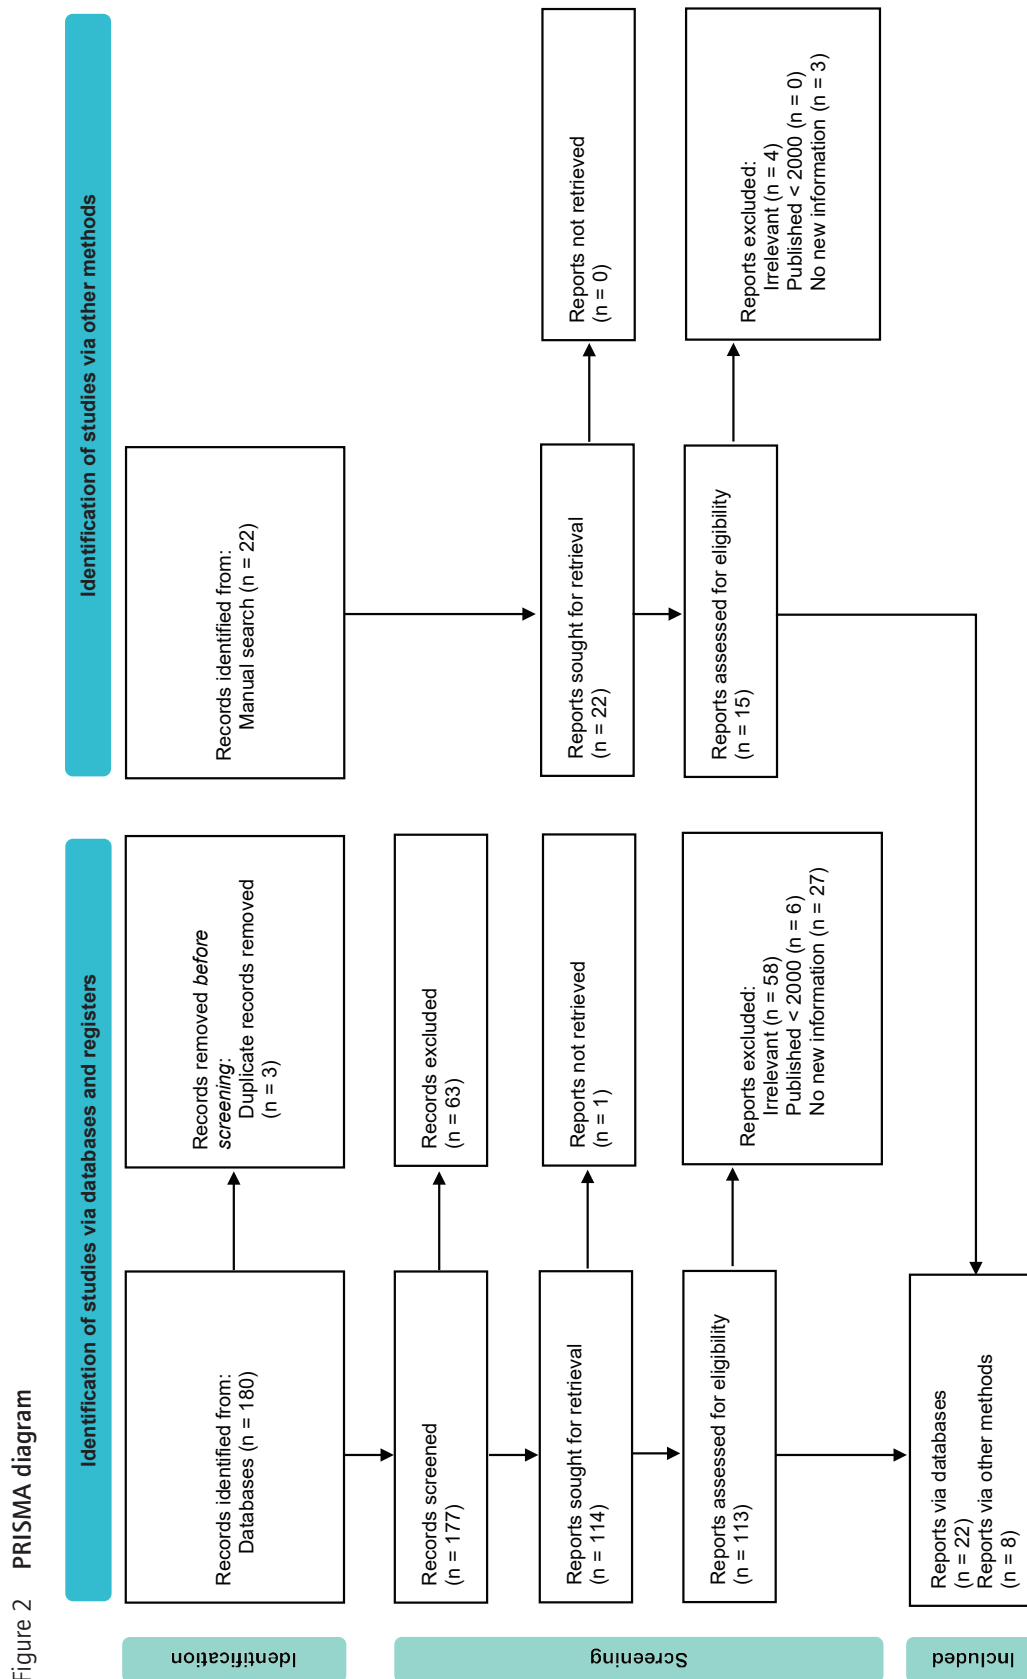 Figure 2 PRISMA diagram
Identification of studies via databases and registers
Identification of studies via other methods
Identification
Records identified from:
Databases (n = 180)
Records removed before
screening:
Duplicate records removed
(n = 3)
Records identified from:
Manual search (n = 22)
Screening
Records screened
(n = 177)
Records excluded
(n = 63)
Reports sought for retrieval
(n = 114)
Reports not retrieved
(n = 1)
Reports sought for retrieval
(n = 22)
Reports not retrieved
(n = 0)
Reports assessed for eligibility
(n = 113)
Reports excluded:
Irrelevant (n = 58)
Published < 2000 (n = 6)
No new information (n = 27)
Reports assessed for eligibility
(n = 15)
Reports excluded:
Irrelevant (n = 4)
Published < 2000 (n = 0)
No new information (n = 3)
Included
Reports via databases
(n = 22)
Reports via other methods
(n = 8)